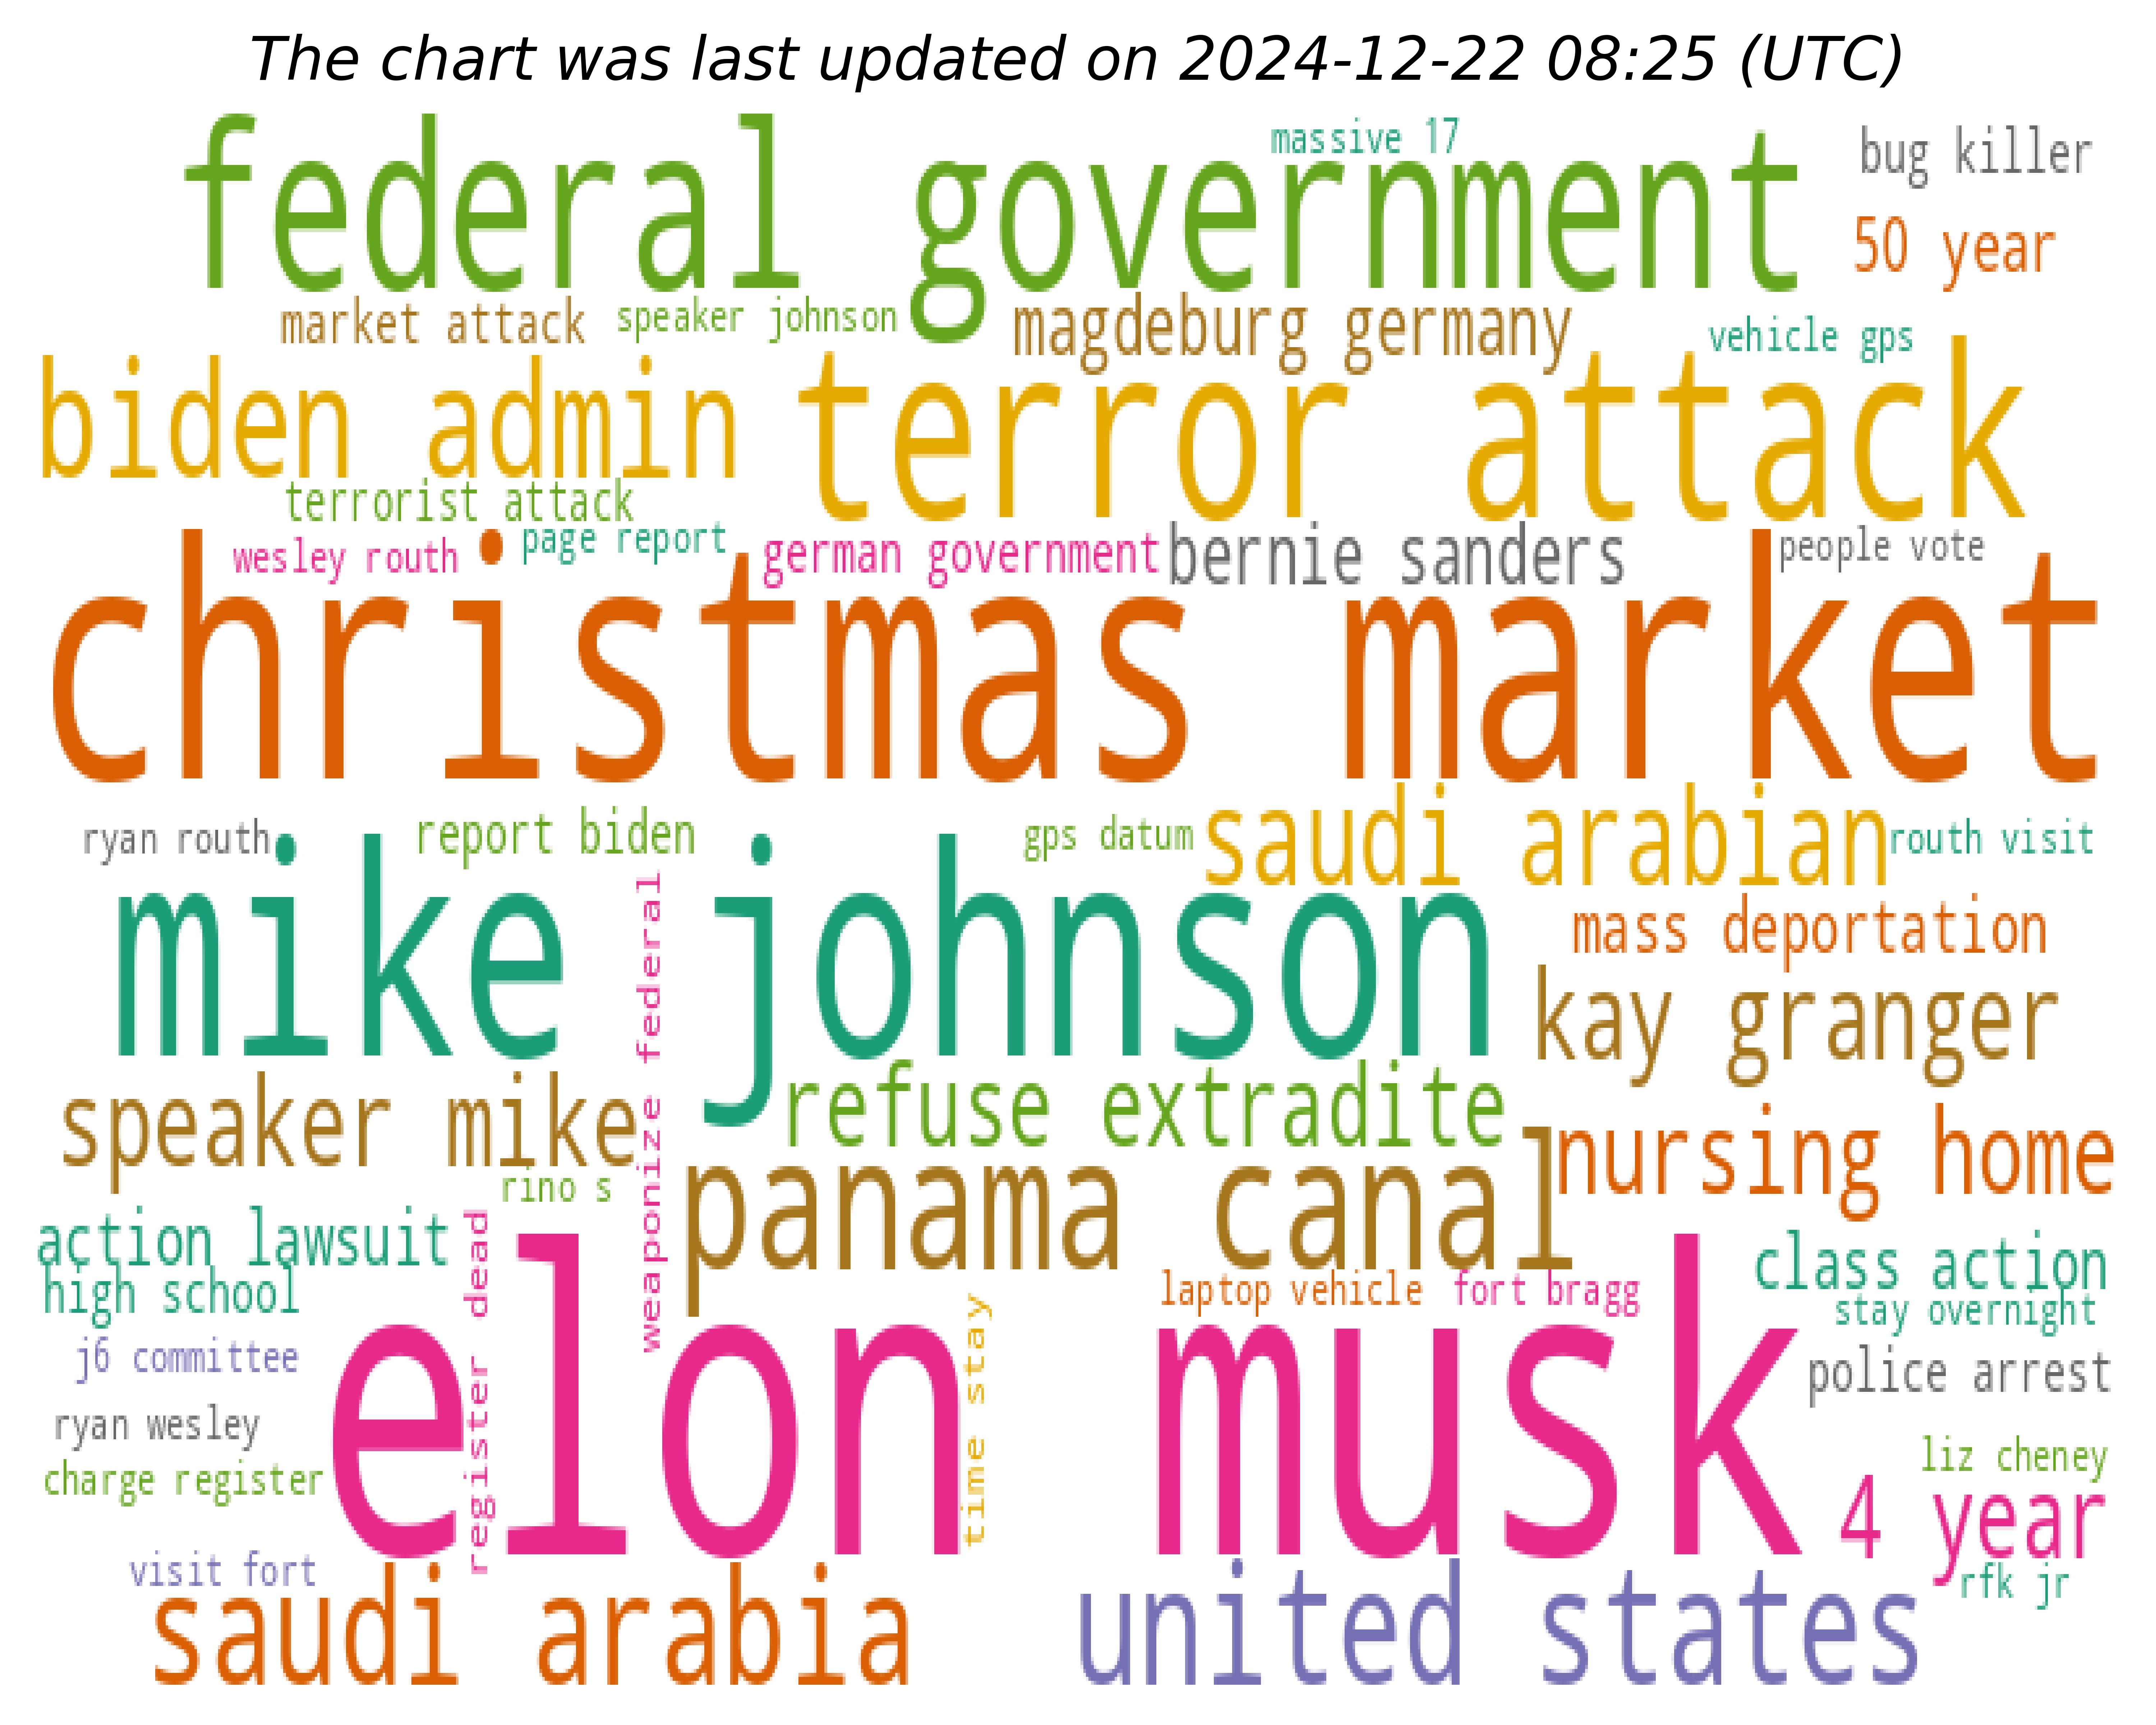 The chart was last updated on 2024-12-22 08:25 (UTC)
massive 17
bug killer
federal government
50 year
market attack
speaker johnson
magdeburg germany
vehicle gps
biden admin
terror attack
terrorist attack
wesley routh
page report
german government
bernie sanders
people vote
christmas market
ryan routh
report biden
gps datum
saudi arabian
routh visit
mike johnson
mass deportation
weaponize federal
kay granger
speaker mike
refuse extradite
nursing home
rino s
panama canal
action lawsuit
register dead
class action
high school
laptop vehicle
fort bragg
stay overnight
j6 committee
elon musk
time stay
police arrest
ryan wesley
liz cheney
charge register
4 year
visit fort
rfk jr
saudi arabia
united states